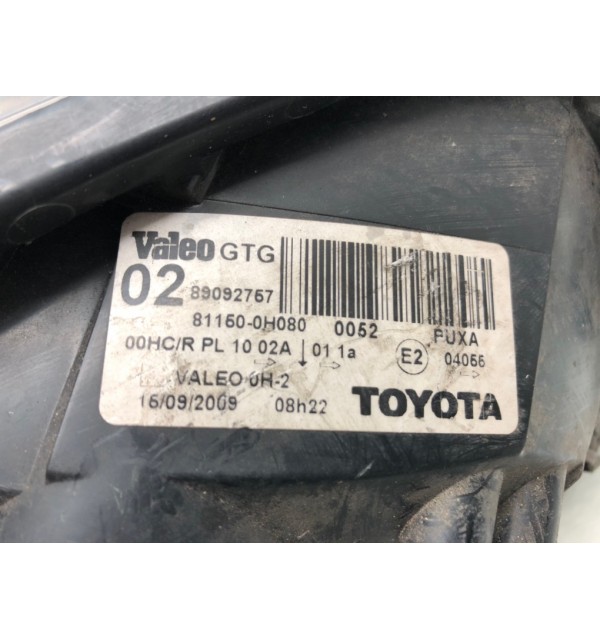 Valeo GTG
02 89092757
81150-0H080 0052 PUXA
00HC/R PL 10 02A 01 1a E2 04066
VALEO 0H-2
16/09/2009 08h22 TOYOTA